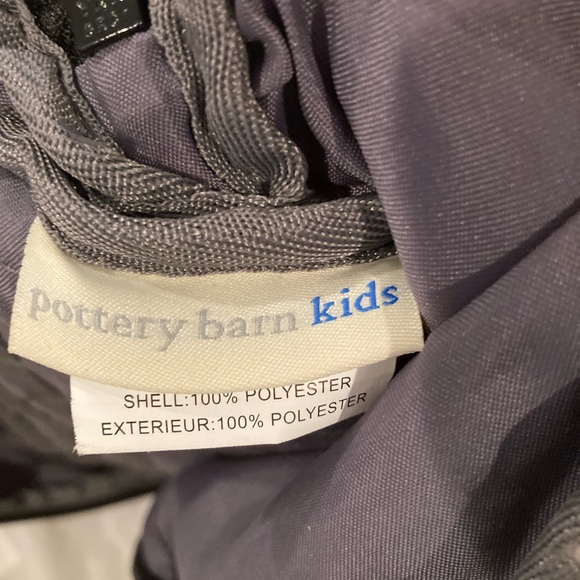 pottery barn kids
SHELL:100% POLYESTER
EXTERIEUR:100% POLYESTER